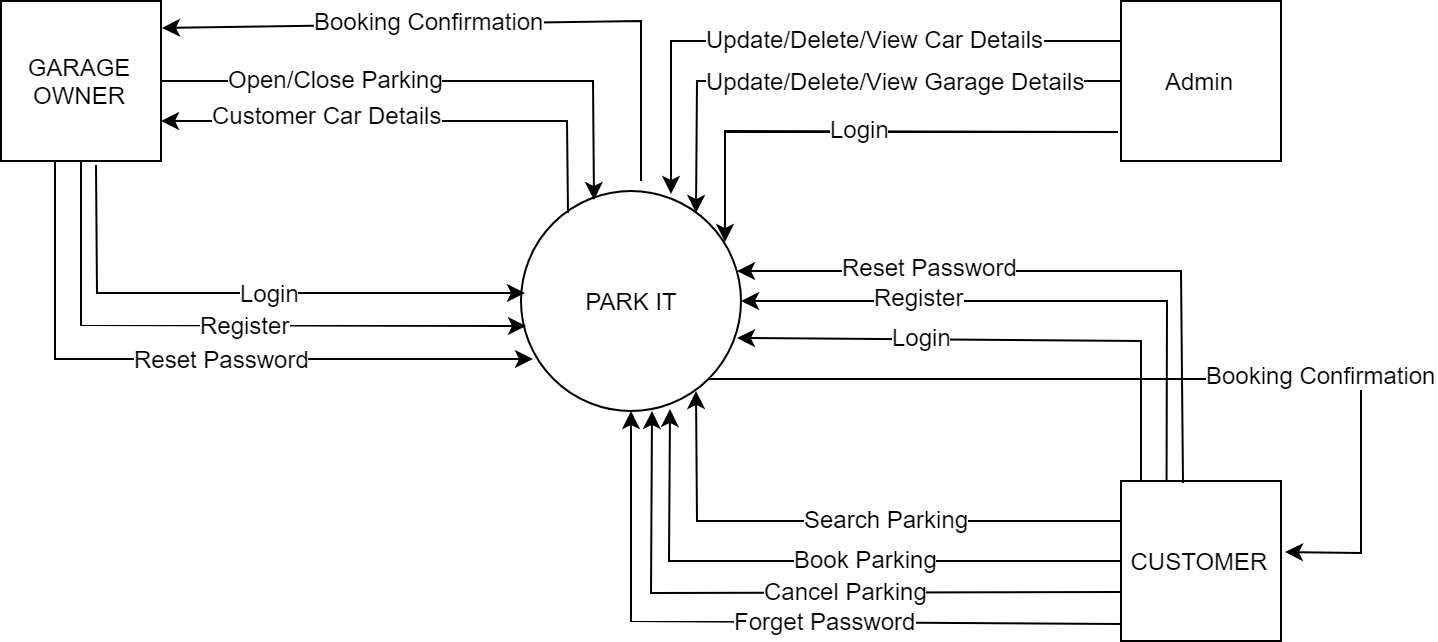 Booking Confirmation
GARAGE
OWNER
Open/Close Parking
Customer Car Details
Update/Delete/View Car Details
Update/Delete/View Garage Details
Login
Admin
PARK IT
Login
Register
Reset Password
Reset Password
Register
Login
Booking Confirmation
Search Parking
Book Parking
Cancel Parking
Forget Password
CUSTOMER